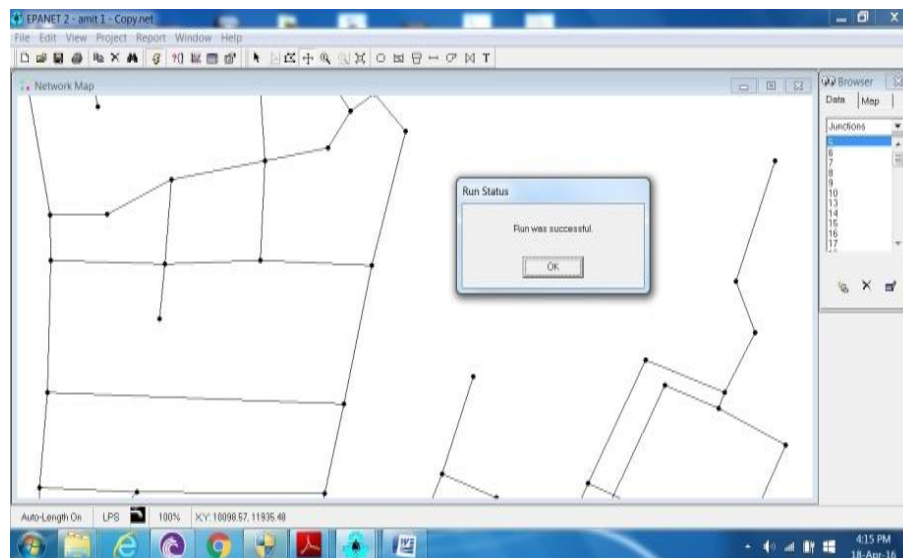 EPANET 2 - amit 1 - Copy.net
File Edit View Project Report Window Help
T
Network Map
Browser
Data Map
Junctions
5
6
7
8
9
10
13
14
15
16
17
Run Status
Run was successful.
OK
Auto-Length On LPS 100% X,Y: 10098.57, 11935.48
4:15 PM
18-Apr-16